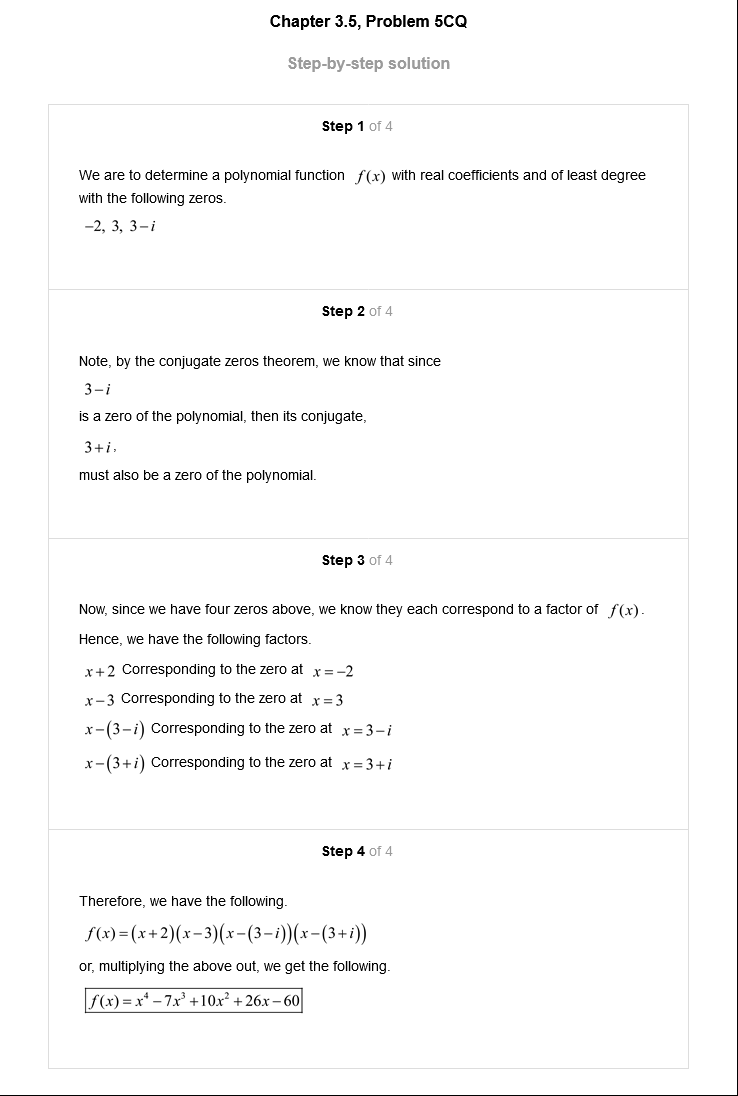 Chapter 3.5, Problem 5CQ
Step-by-step solution
Step 1 of 4
We are to determine a polynomial function f(x) with real coefficients and of least degree
with the following zeros.
−2, 3, 3−i
Step 2 of 4
Note, by the conjugate zeros theorem, we know that since
3−i
is a zero of the polynomial, then its conjugate,
3+i,
must also be a zero of the polynomial.
Step 3 of 4
Now, since we have four zeros above, we know they each correspond to a factor of f(x).
Hence, we have the following factors.
x+2 Corresponding to the zero at x=−2
x−3 Corresponding to the zero at x=3
x−(3−i) Corresponding to the zero at x=3−i
x−(3+i) Corresponding to the zero at x=3+i
Step 4 of 4
Therefore, we have the following.
f(x)=(x+2)(x−3)(x−(3−i))(x−(3+i))
or, multiplying the above out, we get the following.
f(x)=x⁴−7x³+10x²+26x−60